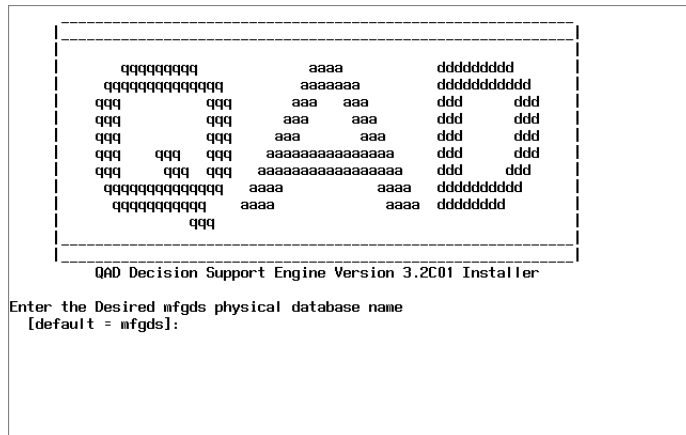 qqqqqqqqq aaaa ddddddddd
qqqqqqqqqqqqqq aaaaaaa ddddddddddd
qqq qqq aaa aaa ddd ddd
qqq qqq aaa aaa ddd ddd
qqq qqq aaa aaa ddd ddd
qqq qqq qqq aaaaaaaaaaaaaaa ddd ddd
qqq qqq qqq aaaaaaaaaaaaaaaaa ddd ddd
qqqqqqqqqqqqqq aaaa aaaa dddddddddd
qqqqqqqqqqq aaaa aaaa dddddddd
qqq
QAD Decision Support Engine Version 3.2C01 Installer
Enter the Desired mfgds physical database name
[default = mfgds]: